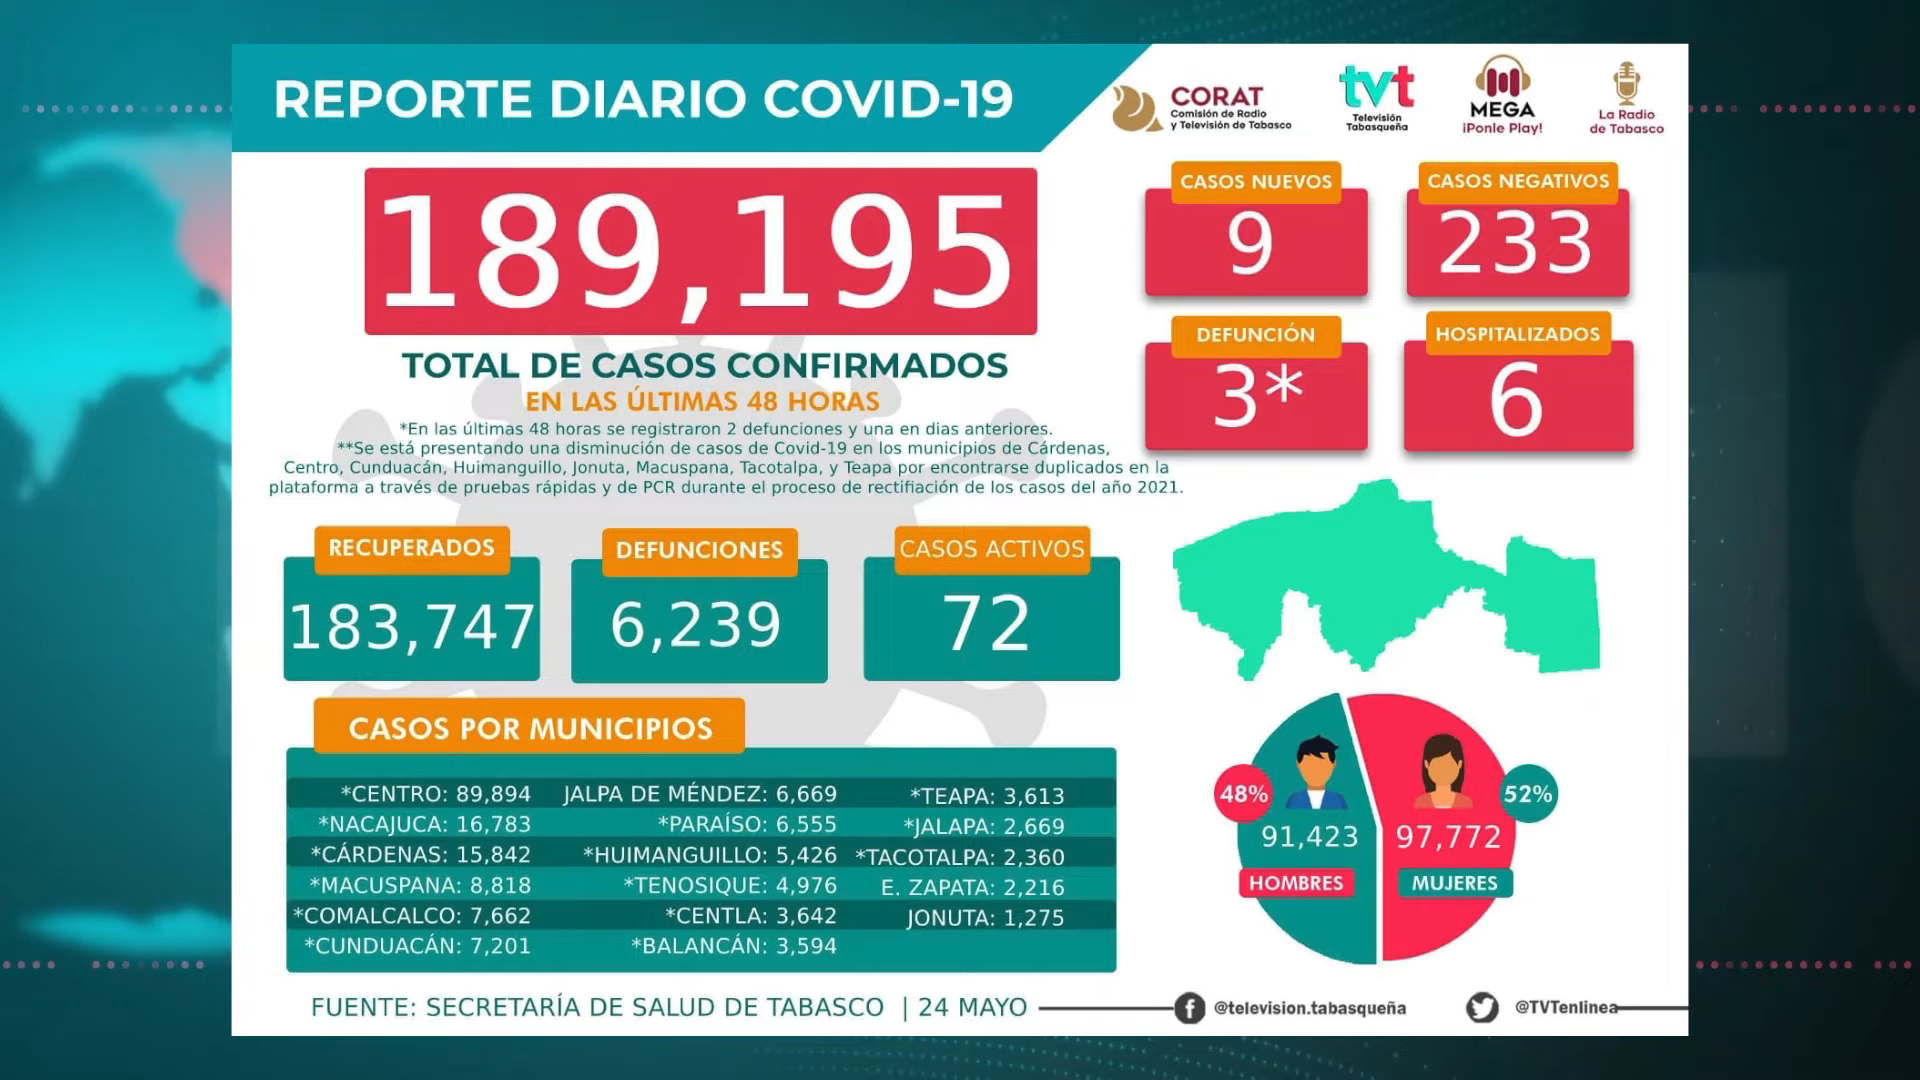 REPORTE DIARIO COVID-19
CORAT
Comisión de Radio
y Televisión de Tabasco
tvt
Televisión
Tabasqueña
MEGA
¡Ponle Play!
La Radio
de Tabasco
189,195
TOTAL DE CASOS CONFIRMADOS
EN LAS ÚLTIMAS 48 HORAS
*En las últimas 48 horas se registraron 2 defunciones y una en dias anteriores.
**Se está presentando una disminución de casos de Covid-19 en los municipios de Cárdenas,
Centro, Cunduacán, Huimanguillo, Jonuta, Macuspana, Tacotalpa, y Teapa por encontrarse duplicados en la
plataforma a través de pruebas rápidas y de PCR durante el proceso de rectifiación de los casos del año 2021.
CASOS NUEVOS
9
CASOS NEGATIVOS
233
DEFUNCIÓN
3*
HOSPITALIZADOS
6
RECUPERADOS
183,747
DEFUNCIONES
6,239
CASOS ACTIVOS
72
CASOS POR MUNICIPIOS
*CENTRO: 89,894
*NACAJUCA: 16,783
*CÁRDENAS: 15,842
*MACUSPANA: 8,818
*COMALCALCO: 7,662
*CUNDUACÁN: 7,201
JALPA DE MÉNDEZ: 6,669
*PARAÍSO: 6,555
*HUIMANGUILLO: 5,426
*TENOSIQUE: 4,976
*CENTLA: 3,642
*BALANCÁN: 3,594
*TEAPA: 3,613
*JALAPA: 2,669
*TACOTALPA: 2,360
E. ZAPATA: 2,216
JONUTA: 1,275
48%
91,423
HOMBRES
52%
97,772
MUJERES
FUENTE: SECRETARÍA DE SALUD DE TABASCO | 24 MAYO
@television.tabasqueña
@TVTenlinea